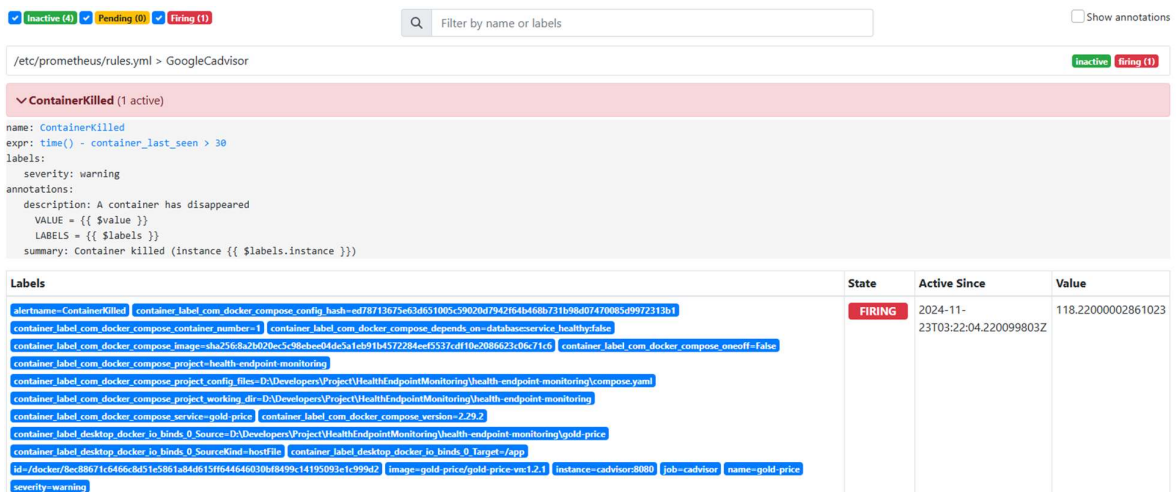 Inactive (4) Pending (0) Firing (1) Filter by name or labels Show annotations
/etc/prometheus/rules.yml > GoogleCadvisor inactive firing (1)
ContainerKilled (1 active)
name: ContainerKilled
expr: time() - container_last_seen > 30
labels:
severity: warning
annotations:
description: A container has disappeared
VALUE = {{ $value }}
LABELS = {{ $labels }}
summary: Container killed (instance {{ $labels.instance }})
Labels State Active Since Value
alertname=ContainerKilled container_label_com_docker_compose_config_hash=ed78713675e63d651005c59020d7942f64b468b731b98d07470085d9972313b1 FIRING 2024-11- 118.22000002861023
container_label_com_docker_compose_container_number=1 container_label_com_docker_compose_depends_on=database:service_healthy:false 23T03:22:04.220099803Z
container_label_com_docker_compose_image=sha256:8a2b020ec5c98ebee04de5a1eb91b4572284eef5537cdf10e2086623c06c71c6 container_label_com_docker_compose_oneoff=False
container_label_com_docker_compose_project=health-endpoint-monitoring
container_label_com_docker_compose_project_config_files=D:\Developers\Project\HealthEndpointMonitoring\health-endpoint-monitoring\compose.yaml
container_label_com_docker_compose_project_working_dir=D:\Developers\Project\HealthEndpointMonitoring\health-endpoint-monitoring
container_label_com_docker_compose_service=gold-price container_label_com_docker_compose_version=2.29.2
container_label_desktop_docker_io_binds_0_Source=D:\Developers\Project\HealthEndpointMonitoring\health-endpoint-monitoring\gold-price
container_label_desktop_docker_io_binds_0_SourceKind=hostFile container_label_desktop_docker_io_binds_0_Target=/app
id=/docker/8ec88671c6466c8d51e5861a84d615ff644646030bf8499c14195093e1c999d2 image=gold-price/gold-price-vn:1.2.1 instance=cadvisor:8080 job=cadvisor name=gold-price
severity=warning